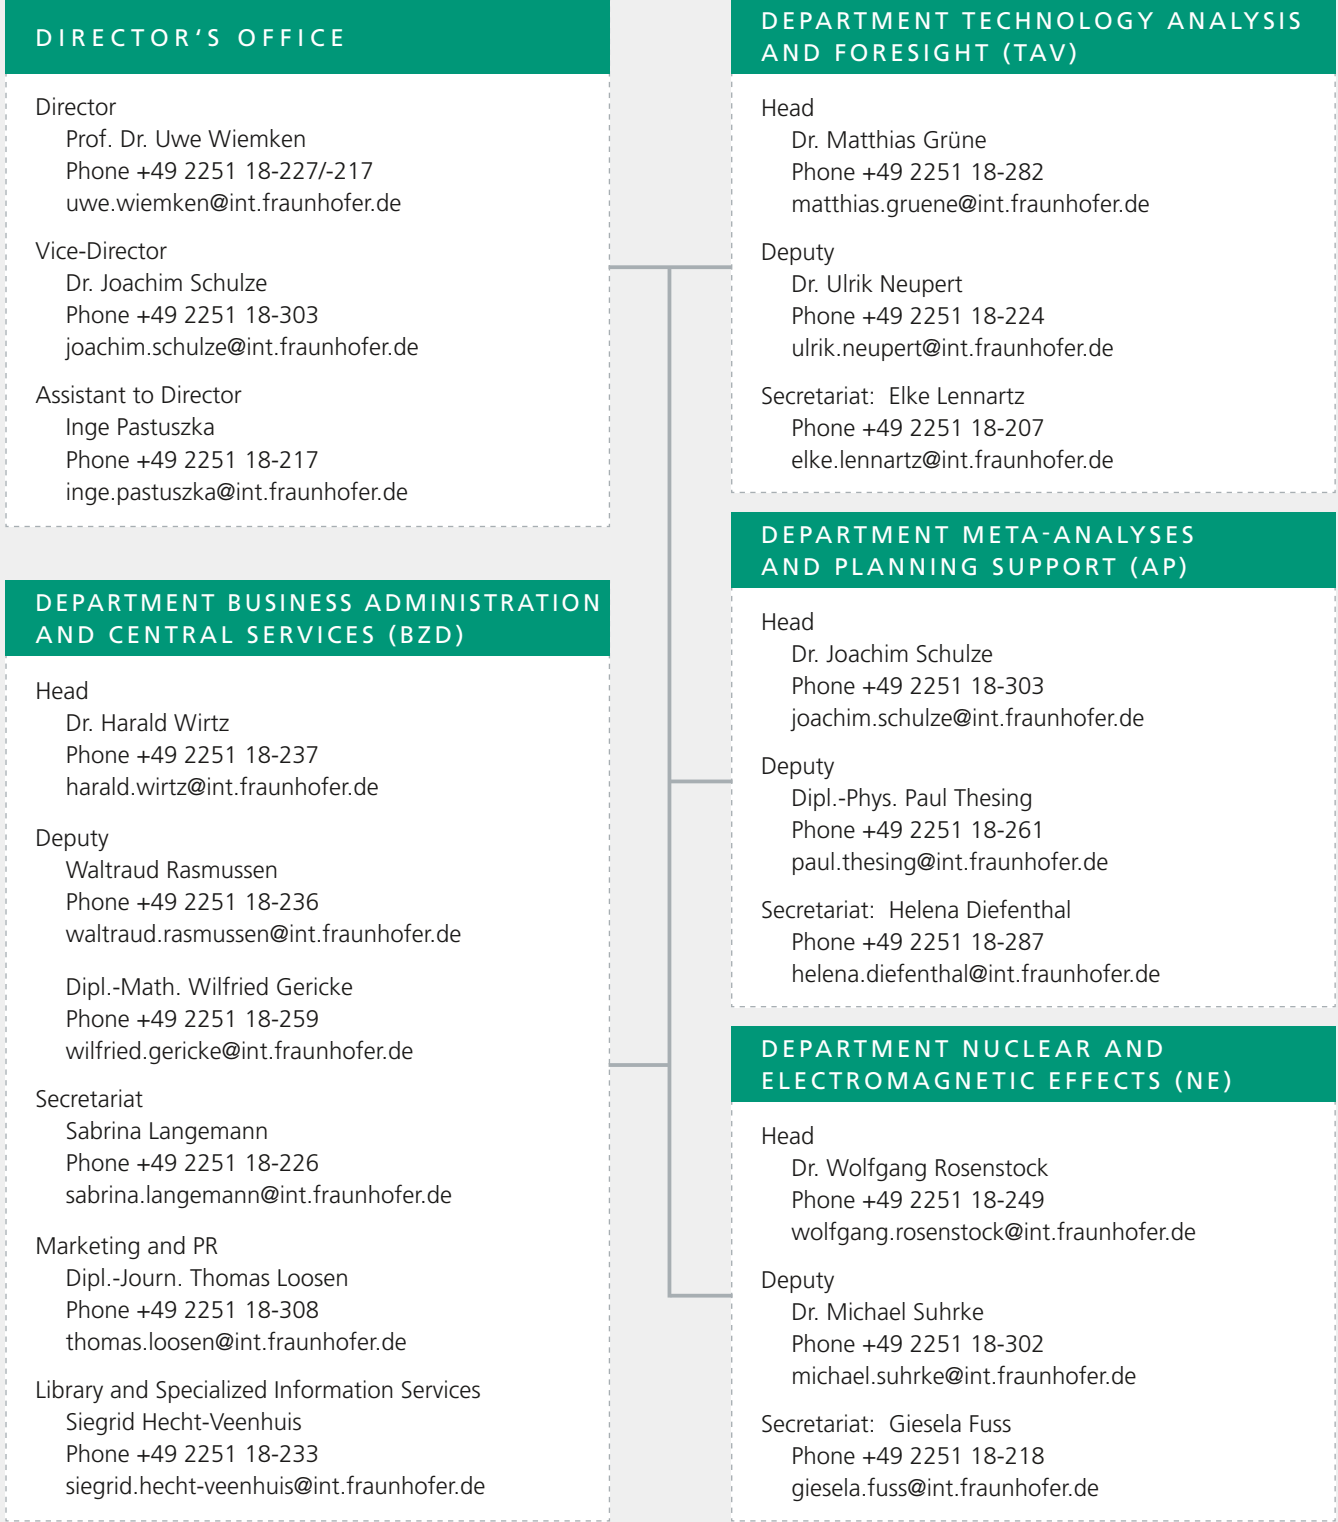 DIRECTOR‘S OFFICE
Director
Prof. Dr. Uwe Wiemken
Phone +49 2251 18-227/-217
uwe.wiemken@int.fraunhofer.de
Vice-Director
Dr. Joachim Schulze
Phone +49 2251 18-303
joachim.schulze@int.fraunhofer.de
Assistant to Director
Inge Pastuszka
Phone +49 2251 18-217
inge.pastuszka@int.fraunhofer.de
DEPARTMENT BUSINESS ADMINISTRATION
AND CENTRAL SERVICES (BZD)
Head
Dr. Harald Wirtz
Phone +49 2251 18-237
harald.wirtz@int.fraunhofer.de
Deputy
Waltraud Rasmussen
Phone +49 2251 18-236
waltraud.rasmussen@int.fraunhofer.de
Dipl.-Math. Wilfried Gericke
Phone +49 2251 18-259
wilfried.gericke@int.fraunhofer.de
Secretariat
Sabrina Langemann
Phone +49 2251 18-226
sabrina.langemann@int.fraunhofer.de
Marketing and PR
Dipl.-Journ. Thomas Loosen
Phone +49 2251 18-308
thomas.loosen@int.fraunhofer.de
Library and Specialized Information Services
Siegrid Hecht-Veenhuis
Phone +49 2251 18-233
siegrid.hecht-veenhuis@int.fraunhofer.de
DEPARTMENT TECHNOLOGY ANALYSIS
AND FORESIGHT (TAV)
Head
Dr. Matthias Grüne
Phone +49 2251 18-282
matthias.gruene@int.fraunhofer.de
Deputy
Dr. Ulrik Neupert
Phone +49 2251 18-224
ulrik.neupert@int.fraunhofer.de
Secretariat: Elke Lennartz
Phone +49 2251 18-207
elke.lennartz@int.fraunhofer.de
DEPARTMENT META-ANALYSES
AND PLANNING SUPPORT (AP)
Head
Dr. Joachim Schulze
Phone +49 2251 18-303
joachim.schulze@int.fraunhofer.de
Deputy
Dipl.-Phys. Paul Thesing
Phone +49 2251 18-261
paul.thesing@int.fraunhofer.de
Secretariat: Helena Diefenthal
Phone +49 2251 18-287
helena.diefenthal@int.fraunhofer.de
DEPARTMENT NUCLEAR AND
ELECTROMAGNETIC EFFECTS (NE)
Head
Dr. Wolfgang Rosenstock
Phone +49 2251 18-249
wolfgang.rosenstock@int.fraunhofer.de
Deputy
Dr. Michael Suhrke
Phone +49 2251 18-302
michael.suhrke@int.fraunhofer.de
Secretariat: Giesela Fuss
Phone +49 2251 18-218
giesela.fuss@int.fraunhofer.de